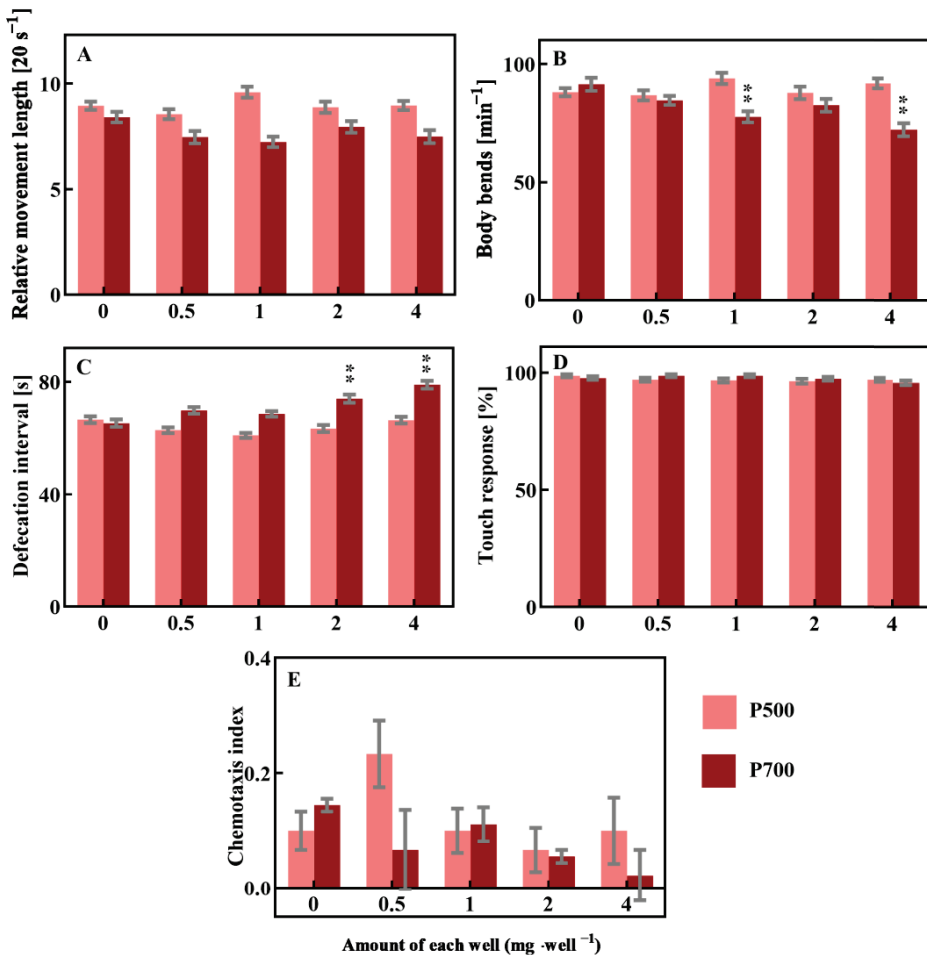 A
Relative movement length [20 s⁻¹]
10
5
0
0 0.5 1 2 4
B
Body bends [min⁻¹]
100
50
0
**
**
0 0.5 1 2 4
C
Defecation interval [s]
80
40
0
**
**
0 0.5 1 2 4
D
Touch response [%]
100
50
0
0 0.5 1 2 4
E
Chemotaxis index
0.4
0.2
0.0
0 0.5 1 2 4
P500
P700
Amount of each well (mg ·well ⁻¹)